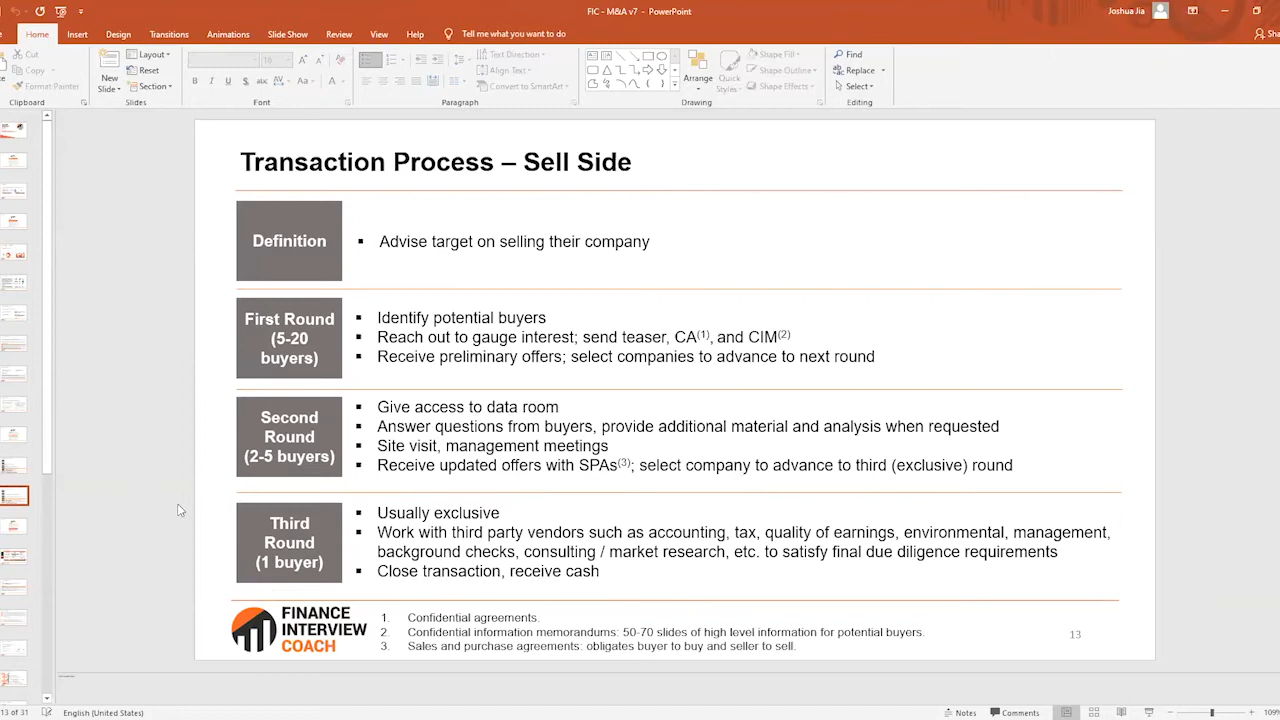 FIC - M&A v7 - PowerPoint
Joshua Jia
Home Insert Design Transitions Animations Slide Show Review View Help Tell me what you want to do
Cut
Copy
Format Painter
Clipboard
New
Slide
Layout
Reset
Section
Slides
16
Font
Paragraph
Text Direction
Align Text
Convert to SmartArt
Arrange
Quick
Styles
Shape Fill
Shape Outline
Shape Effects
Drawing
Find
Replace
Select
Editing
Transaction Process – Sell Side
Definition
Advise target on selling their company
First Round
(5-20
buyers)
Identify potential buyers
Reach out to gauge interest; send teaser, CA(1), and CIM(2)
Receive preliminary offers; select companies to advance to next round
Second
Round
(2-5 buyers)
Give access to data room
Answer questions from buyers, provide additional material and analysis when requested
Site visit, management meetings
Receive updated offers with SPAs(3); select company to advance to third (exclusive) round
Third
Round
(1 buyer)
Usually exclusive
Work with third party vendors such as accounting, tax, quality of earnings, environmental, management,
background checks, consulting / market research, etc. to satisfy final due diligence requirements
Close transaction, receive cash
FINANCE
INTERVIEW
COACH
1. Confidential agreements.
2. Confidential information memorandums: 50-70 slides of high level information for potential buyers.
3. Sales and purchase agreements: obligates buyer to buy and seller to sell.
13
13 of 31 English (United States) Notes Comments 109%